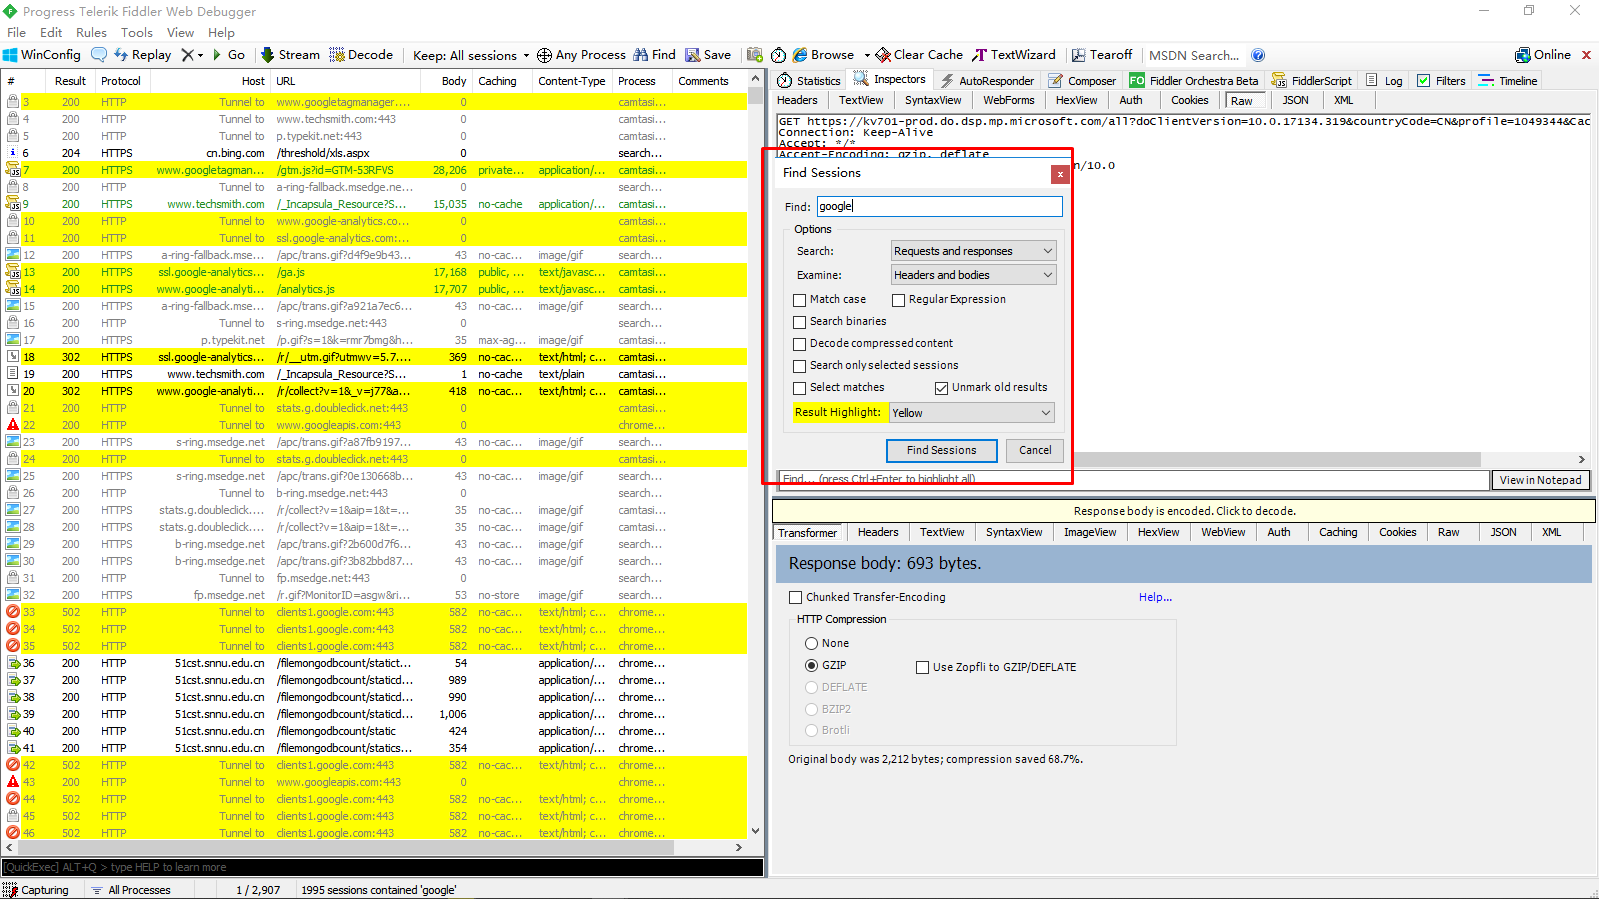 Progress Telerik Fiddler Web Debugger
File Edit Rules Tools View Help
WinConfig Replay X Go Stream Decode Keep: All sessions Any Process Find Save Browse Clear Cache TextWizard Tearoff MSDN Search... Online
# Result Protocol Host URL Body Caching Content-Type Process Comments
3 200 HTTP Tunnel to www.googletagmanager.... 0 camtasi...
4 200 HTTP Tunnel to www.techsmith.com:443 0 camtasi...
5 200 HTTP Tunnel to p.typekit.net:443 0 camtasi...
6 204 HTTPS cn.bing.com /threshold/xls.aspx 0 search...
7 200 HTTPS www.googletagman... /gtm.js?id=GTM-53RFVS 28,206 private... application/... camtasi...
8 200 HTTP Tunnel to a-ring-fallback.msedge.ne... 0 search...
9 200 HTTPS www.techsmith.com /_Incapsula_Resource?S... 15,035 no-cache application/... camtasi...
10 200 HTTP Tunnel to www.google-analytics.co... 0 camtasi...
11 200 HTTP Tunnel to ssl.google-analytics.com... 0 camtasi...
12 200 HTTPS a-ring-fallback.mse... /apc/trans.gif?d4f9e9b43... 43 no-cac... image/gif search...
13 200 HTTPS ssl.google-analytics... /ga.js 17,168 public, ... text/javasc... camtasi...
14 200 HTTPS www.google-analyti... /analytics.js 17,707 public, ... text/javasc... camtasi...
15 200 HTTPS a-ring-fallback.mse... /apc/trans.gif?a921a7ec6... 43 no-cac... image/gif search...
16 200 HTTP Tunnel to s-ring.msedge.net:443 0 search...
17 200 HTTPS p.typekit.net /p.gif?s=1&k=rmr7bmg&h... 35 max-ag... image/gif camtasi...
18 302 HTTPS ssl.google-analytics... /r/__utm.gif?utmwv=5.7.... 369 no-cac... text/html; c... camtasi...
19 200 HTTPS www.techsmith.com /_Incapsula_Resource?S... 1 no-cache text/plain camtasi...
20 302 HTTPS www.google-analyti... /r/collect?v=1&_v=j77&a... 418 no-cac... text/html; c... camtasi...
21 200 HTTP Tunnel to stats.g.doubleclick.net:443 0 camtasi...
22 200 HTTP Tunnel to www.googleapis.com:443 0 chrome...
23 200 HTTPS s-ring.msedge.net /apc/trans.gif?a87fb9197... 43 no-cac... image/gif search...
24 200 HTTP Tunnel to stats.g.doubleclick.net:443 0 camtasi...
25 200 HTTPS s-ring.msedge.net /apc/trans.gif?0e130668b... 43 no-cac... image/gif search...
26 200 HTTP Tunnel to b-ring.msedge.net:443 0 search...
27 200 HTTPS stats.g.doubleclick.... /r/collect?v=1&aip=1&t=... 35 no-cac... image/gif camtasi...
28 200 HTTPS stats.g.doubleclick.... /r/collect?v=1&aip=1&t=... 35 no-cac... image/gif camtasi...
29 200 HTTPS b-ring.msedge.net /apc/trans.gif?2b600d7f6... 43 no-cac... image/gif search...
30 200 HTTPS b-ring.msedge.net /apc/trans.gif?3b82bbd87... 43 no-cac... image/gif search...
31 200 HTTP Tunnel to fp.msedge.net:443 0 search...
32 200 HTTPS fp.msedge.net /r.gif?MonitorID=asgw&ri... 53 no-store image/gif search...
33 502 HTTP Tunnel to clients1.google.com:443 582 no-cac... text/html; c... chrome...
34 502 HTTP Tunnel to clients1.google.com:443 582 no-cac... text/html; c... chrome...
35 502 HTTP Tunnel to clients1.google.com:443 582 no-cac... text/html; c... chrome...
36 200 HTTP 51cst.snnu.edu.cn /filemongodbcount/statict... 54 application/... chrome...
37 200 HTTP 51cst.snnu.edu.cn /filemongodbcount/staticd... 989 application/... chrome...
38 200 HTTP 51cst.snnu.edu.cn /filemongodbcount/staticd... 990 application/... chrome...
39 200 HTTP 51cst.snnu.edu.cn /filemongodbcount/staticd... 1,006 application/... chrome...
40 200 HTTP 51cst.snnu.edu.cn /filemongodbcount/static 424 application/... chrome...
41 200 HTTP 51cst.snnu.edu.cn /filemongodbcount/statics... 354 application/... chrome...
42 502 HTTP Tunnel to clients1.google.com:443 582 no-cac... text/html; c... chrome...
43 200 HTTP Tunnel to www.googleapis.com:443 0 chrome...
44 502 HTTP Tunnel to clients1.google.com:443 582 no-cac... text/html; c... chrome...
45 502 HTTP Tunnel to clients1.google.com:443 582 no-cac... text/html; c... chrome...
46 502 HTTP Tunnel to clients1.google.com:443 582 no-cac... text/html; c... chrome...
[QuickExec] ALT+Q > type HELP to learn more
Capturing All Processes 1 / 2,907 1995 sessions contained 'google'
Statistics Inspectors AutoResponder Composer FO Fiddler Orchestra Beta FiddlerScript Log Filters Timeline
Headers TextView SyntaxView WebForms HexView Auth Cookies Raw JSON XML
GET https://kv701-prod.do.dsp.mp.microsoft.com/all?doClientVersion=10.0.17134.319&countryCode=CN&profile=1049344&Cac
Connection: Keep-Alive
Accept: */*
Accept-Encoding: gzip, deflate
n/10.0
Find Sessions
Find: google
Options
Search: Requests and responses
Examine: Headers and bodies
Match case Regular Expression
Search binaries
Decode compressed content
Search only selected sessions
Select matches Unmark old results
Result Highlight: Yellow
Find Sessions Cancel
Find... (press Ctrl+Enter to highlight all) View in Notepad
Response body is encoded. Click to decode.
Transformer Headers TextView SyntaxView ImageView HexView WebView Auth Caching Cookies Raw JSON XML
Response body: 693 bytes.
Chunked Transfer-Encoding Help...
HTTP Compression
None
GZIP Use Zopfli to GZIP/DEFLATE
DEFLATE
BZIP2
Brotli
Original body was 2,212 bytes; compression saved 68.7%.